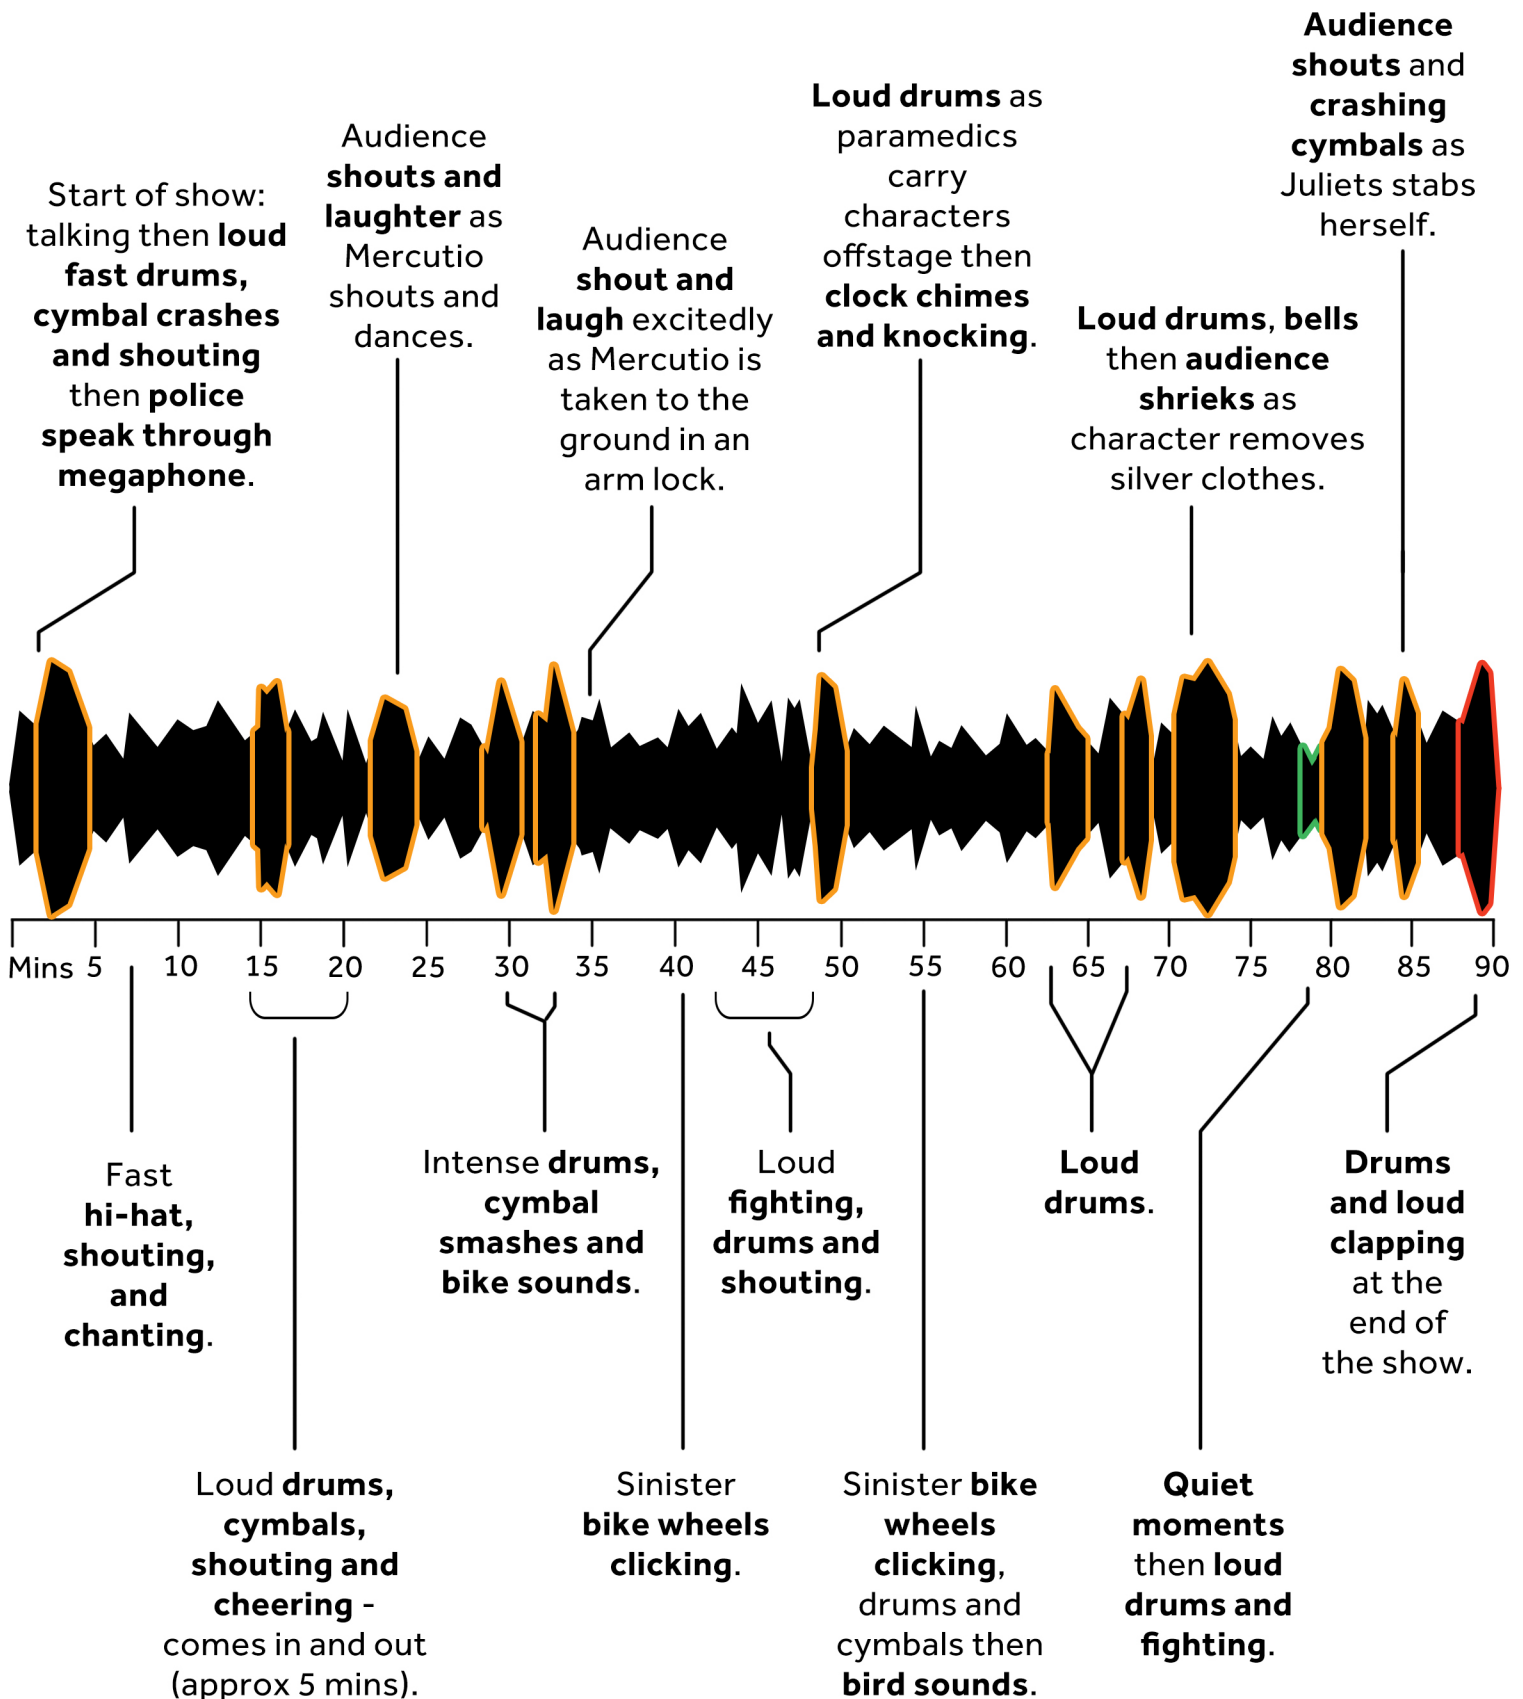 Start of show:
talking then loud
fast drums,
cymbal crashes
and shouting
then police
speak through
megaphone.
Audience
shouts and
laughter as
Mercutio
shouts and
dances.
Audience
shout and
laugh excitedly
as Mercutio is
taken to the
ground in an
arm lock.
Loud drums as
paramedics
carry
characters
offstage then
clock chimes
and knocking.
Loud drums, bells
then audience
shrieks as
character removes
silver clothes.
Audience
shouts and
crashing
cymbals as
Juliets stabs
herself.
Mins 5 10 15 20 25 30 35 40 45 50 55 60 65 70 75 80 85 90
Fast
hi-hat,
shouting,
and
chanting.
Loud drums,
cymbals,
shouting and
cheering -
comes in and out
(approx 5 mins).
Intense drums,
cymbal
smashes and
bike sounds.
Sinister
bike wheels
clicking.
Loud
fighting,
drums and
shouting.
Sinister bike
wheels
clicking,
drums and
cymbals then
bird sounds.
Loud
drums.
Quiet
moments
then loud
drums and
fighting.
Drums
and loud
clapping
at the
end of
the show.